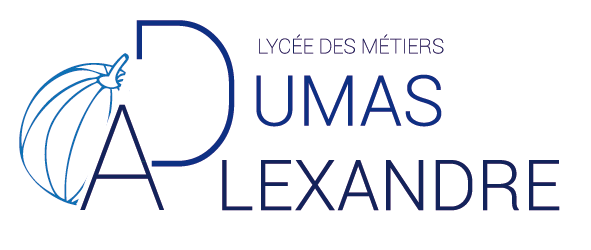 LYCÉE DES MÉTIERS
DUMAS
ALEXANDRE